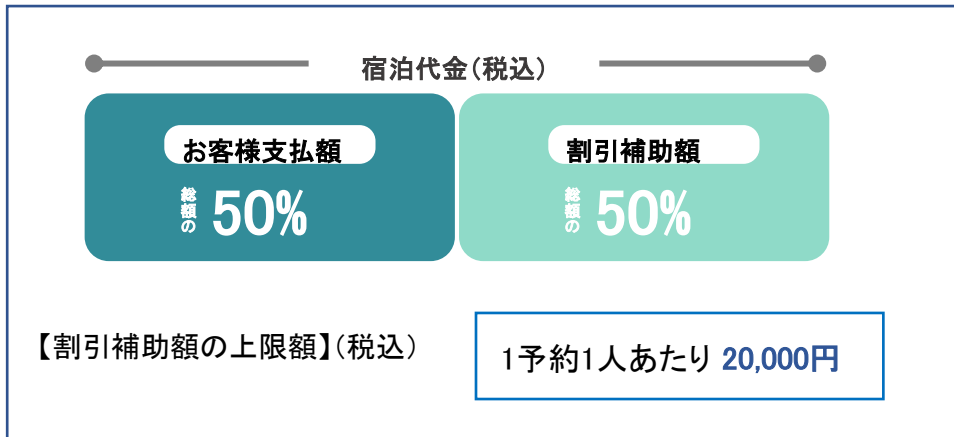 宿泊代金(税込)
お客様支払額
総額の 50%
割引補助額
総額の 50%
【割引補助額の上限額】(税込)
1予約1人あたり 20,000円